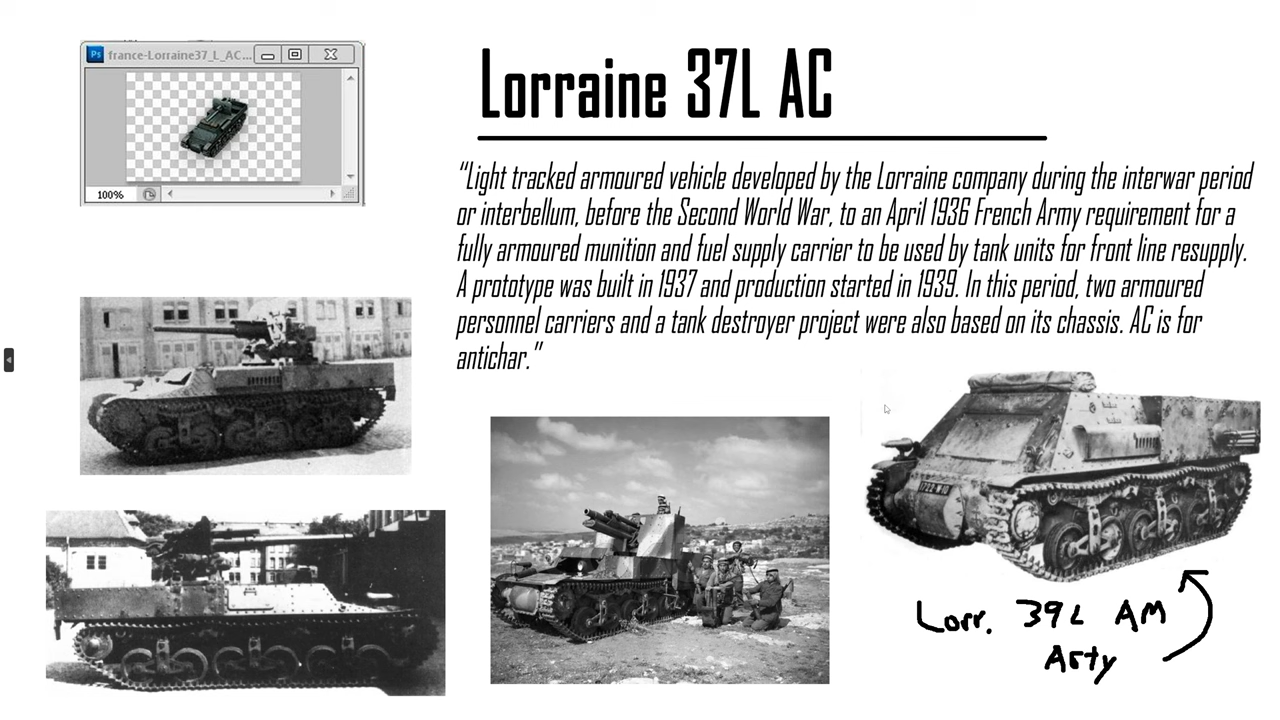 france-Lorraine37_L_AC...
100%
Lorraine 37L AC
"Light tracked armoured vehicle developed by the Lorraine company during the interwar period
or interbellum, before the Second World War, to an April 1936 French Army requirement for a
fully armoured munition and fuel supply carrier to be used by tank units for front line resupply.
A prototype was built in 1937 and production started in 1939. In this period, two armoured
personnel carriers and a tank destroyer project were also based on its chassis. AC is for
antichar."
Lorr. 39L AM
Arty